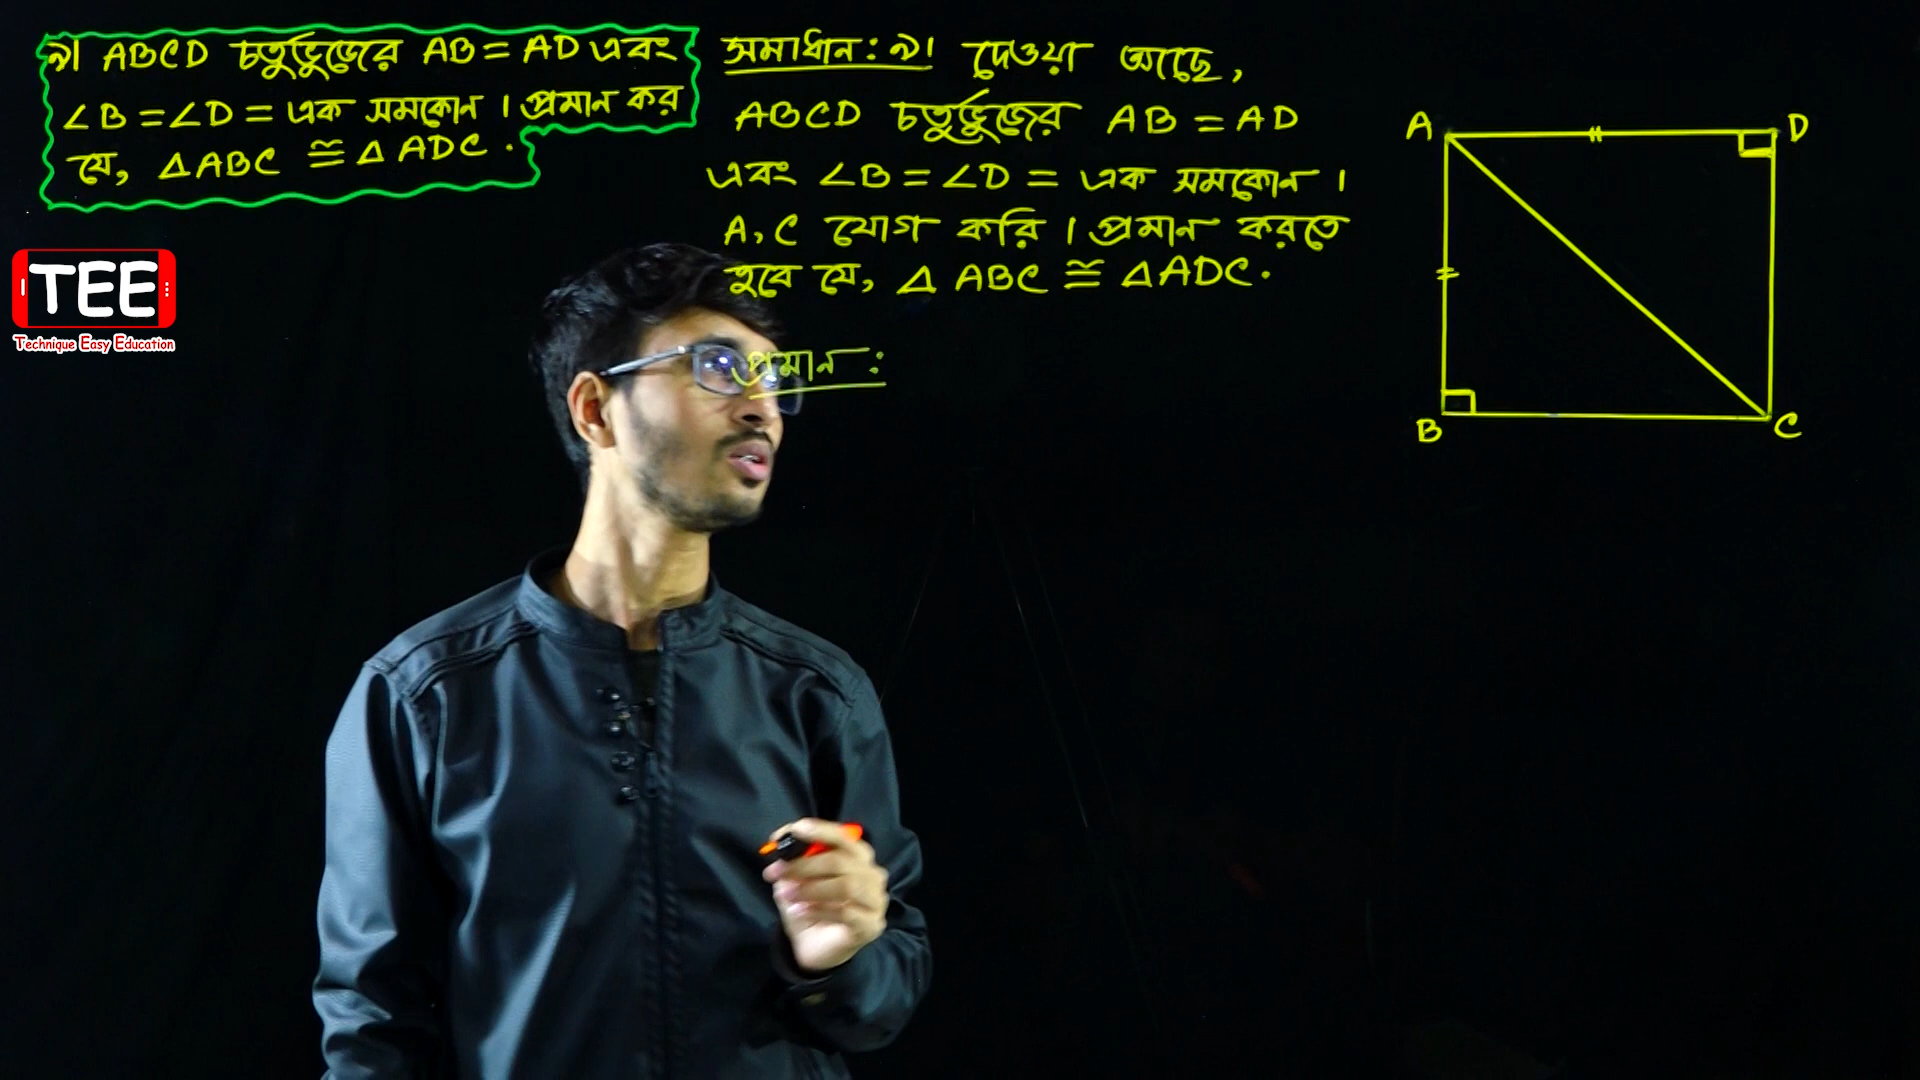 ৯। ABCD চতুর্ভুজের AB = AD এবং
∠B = ∠D = এক সমকোন । প্রমান কর
যে, △ABC ≅ △ADC .
সমাধান : ৯। দেওয়া আছে,
ABCD চতুর্ভুজের AB = AD
এবং ∠B = ∠D = এক সমকোন ।
A, C যোগ করি । প্রমান করতে
হবে যে, △ ABC ≅ △ADC .
প্রমান :
A
D
B
C
TEE
Technique Easy Education